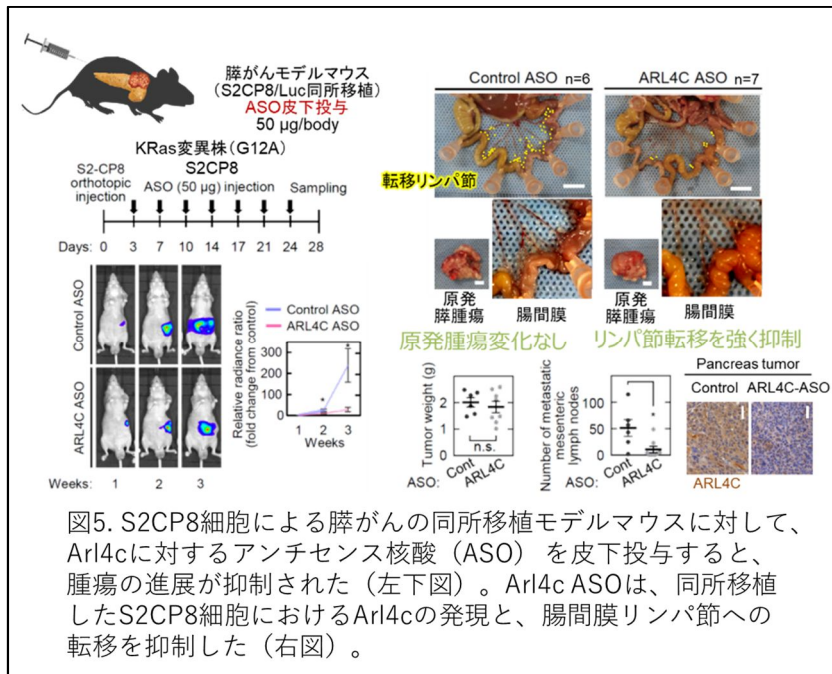 膵がんモデルマウス
(S2CP8/Luc同所移植)
ASO皮下投与
50 μg/body
KRas変異株(G12A)
S2-CP8
orthotopic
injection
S2CP8
ASO (50 μg) injection
Sampling
Days: 0 3 7 10 14 17 21 24 28
Control ASO
ARL4C ASO
Weeks: 1 2 3
Relative radiance ratio
(fold change from control)
Control ASO
ARL4C ASO
300
200
100
0
*
*
1 2 3
Weeks
Control ASO n=6
ARL4C ASO n=7
転移リンパ節
原発
膵腫瘍
腸間膜
原発
膵腫瘍
腸間膜
原発腫瘍変化なし
リンパ節転移を強く抑制
Tumor weight (g)
2
1
0
n.s.
ASO: Cont ARL4C
Number of metastatic
mesenteric
lymph nodes
100
50
0
ASO: Cont ARL4C
Pancreas tumor
Control ARL4C-ASO
ARL4C
図5. S2CP8細胞による膵がんの同所移植モデルマウスに対して、
Arl4cに対するアンチセンス核酸（ASO） を皮下投与すると、
腫瘍の進展が抑制された（左下図）。Arl4c ASOは、同所移植
したS2CP8細胞におけるArl4cの発現と、腸間膜リンパ節への
転移を抑制した（右図）。